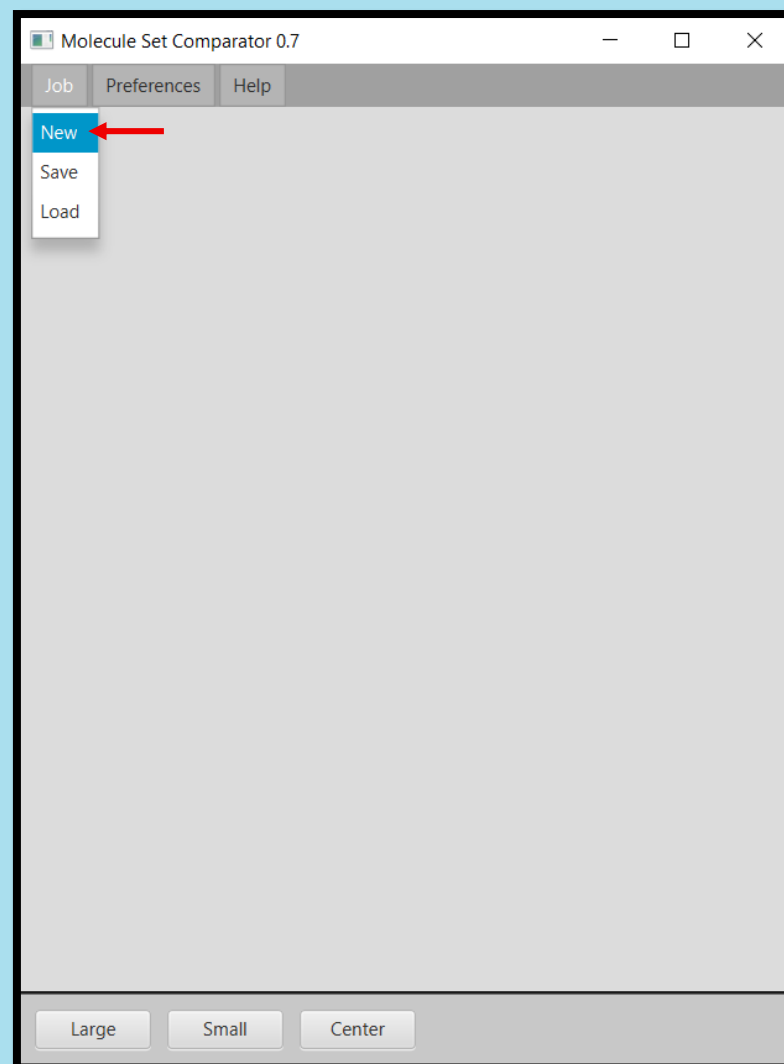 Molecule Set Comparator 0.7
Job Preferences Help
New
Save
Load
Large Small Center